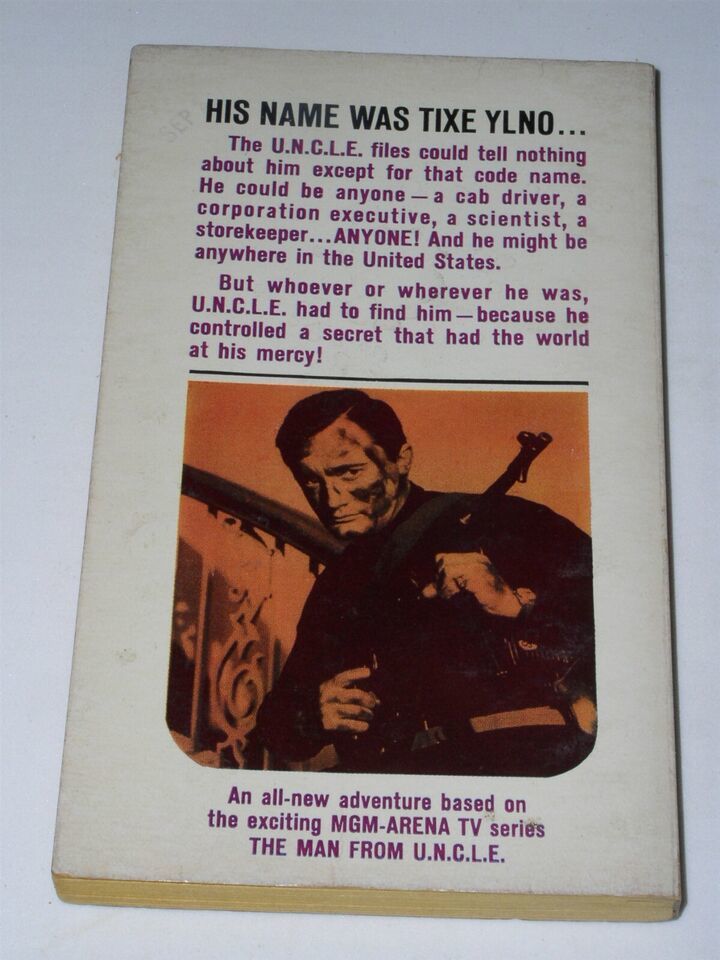 SEP
HIS NAME WAS TIXE YLNO...
The U.N.C.L.E. files could tell nothing
about him except for that code name.
He could be anyone — a cab driver, a
corporation executive, a scientist, a
storekeeper...ANYONE! And he might be
anywhere in the United States.
But whoever or wherever he was,
U.N.C.L.E. had to find him — because he
controlled a secret that had the world
at his mercy!
An all-new adventure based on
the exciting MGM-ARENA TV series
THE MAN FROM U.N.C.L.E.